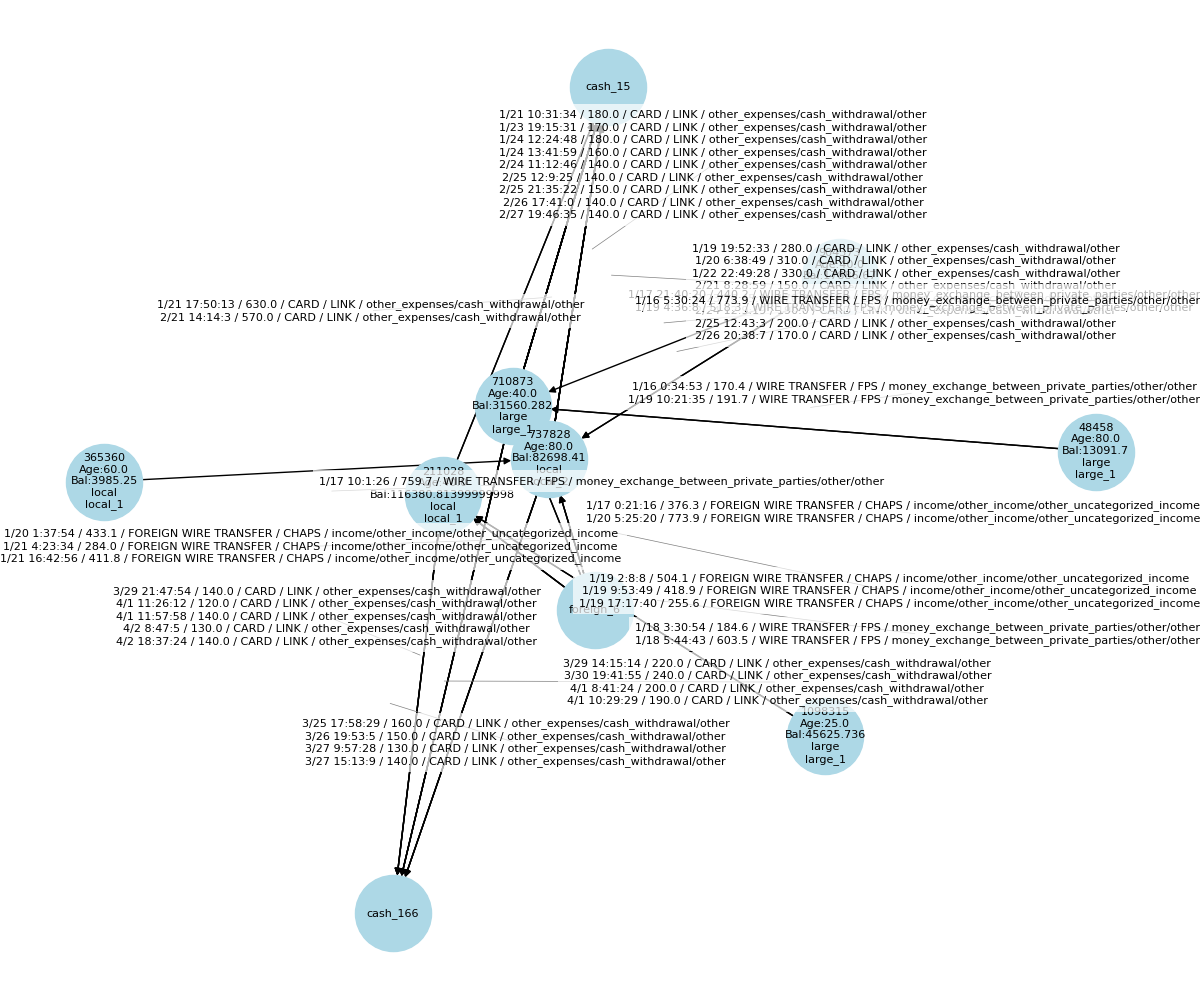 cash_15
1/21 10:31:34 / 180.0 / CARD / LINK / other_expenses/cash_withdrawal/other
1/23 19:15:31 / 170.0 / CARD / LINK / other_expenses/cash_withdrawal/other
1/24 12:24:48 / 180.0 / CARD / LINK / other_expenses/cash_withdrawal/other
1/24 13:41:59 / 160.0 / CARD / LINK / other_expenses/cash_withdrawal/other
2/24 11:12:46 / 140.0 / CARD / LINK / other_expenses/cash_withdrawal/other
2/25 12:9:25 / 140.0 / CARD / LINK / other_expenses/cash_withdrawal/other
2/25 21:35:22 / 150.0 / CARD / LINK / other_expenses/cash_withdrawal/other
2/26 17:41:0 / 140.0 / CARD / LINK / other_expenses/cash_withdrawal/other
2/27 19:46:35 / 140.0 / CARD / LINK / other_expenses/cash_withdrawal/other
1/19 19:52:33 / 280.0 / CARD / LINK / other_expenses/cash_withdrawal/other
1/20 6:38:49 / 310.0 / CARD / LINK / other_expenses/cash_withdrawal/other
1/22 22:49:28 / 330.0 / CARD / LINK / other_expenses/cash_withdrawal/other
2/21 8:28:59 / CARD / LINK / other_expenses/cash_withdrawal/other
1/17 21:40:20 / WIRE TRANSFER / FPS / money_exchange_between_private_parties/other/other
1/16 5:30:24 / 773.9 / WIRE TRANSFER / FPS / money_exchange_between_private_parties/other/other
2/25 12:43:3 / 200.0 / CARD / LINK / other_expenses/cash_withdrawal/other
2/26 20:38:7 / 170.0 / CARD / LINK / other_expenses/cash_withdrawal/other
1/21 17:50:13 / 630.0 / CARD / LINK / other_expenses/cash_withdrawal/other
2/21 14:14:3 / 570.0 / CARD / LINK / other_expenses/cash_withdrawal/other
1/16 0:34:53 / 170.4 / WIRE TRANSFER / FPS / money_exchange_between_private_parties/other/other
1/19 10:21:35 / 191.7 / WIRE TRANSFER / FPS / money_exchange_between_private_parties/other/other
710873
Age:40.0
Bal:31560.282
large
large_1
737828
Age:80.0
Bal:82698.41
local
48458
Age:80.0
Bal:13091.7
large
large_1
365360
Age:60.0
Bal:3985.25
local
local_1
211028
Bal:116380.81399999998
local
local_1
1/17 10:1:26 / 759.7 / WIRE TRANSFER / FPS / money_exchange_between_private_parties/other/other
1/17 0:21:16 / 376.3 / FOREIGN WIRE TRANSFER / CHAPS / income/other_income/other_uncategorized_income
1/20 5:25:20 / 773.9 / FOREIGN WIRE TRANSFER / CHAPS / income/other_income/other_uncategorized_income
1/20 1:37:54 / 433.1 / FOREIGN WIRE TRANSFER / CHAPS / income/other_income/other_uncategorized_income
1/21 4:23:34 / 284.0 / FOREIGN WIRE TRANSFER / CHAPS / income/other_income/other_uncategorized_income
1/21 16:42:56 / 411.8 / FOREIGN WIRE TRANSFER / CHAPS / income/other_income/other_uncategorized_income
1/19 2:8:8 / 504.1 / FOREIGN WIRE TRANSFER / CHAPS / income/other_income/other_uncategorized_income
1/19 9:53:49 / 418.9 / FOREIGN WIRE TRANSFER / CHAPS / income/other_income/other_uncategorized_income
1/19 17:17:40 / 255.6 / FOREIGN WIRE TRANSFER / CHAPS / income/other_income/other_uncategorized_income
foreign_6
1/18 3:30:54 / 184.6 / WIRE TRANSFER / FPS / money_exchange_between_private_parties/other/other
1/18 5:44:43 / 603.5 / WIRE TRANSFER / FPS / money_exchange_between_private_parties/other/other
3/29 21:47:54 / 140.0 / CARD / LINK / other_expenses/cash_withdrawal/other
4/1 11:26:12 / 120.0 / CARD / LINK / other_expenses/cash_withdrawal/other
4/1 11:57:58 / 140.0 / CARD / LINK / other_expenses/cash_withdrawal/other
4/2 8:47:5 / 130.0 / CARD / LINK / other_expenses/cash_withdrawal/other
4/2 18:37:24 / 140.0 / CARD / LINK / other_expenses/cash_withdrawal/other
3/29 14:15:14 / 220.0 / CARD / LINK / other_expenses/cash_withdrawal/other
3/30 19:41:55 / 240.0 / CARD / LINK / other_expenses/cash_withdrawal/other
4/1 8:41:24 / 200.0 / CARD / LINK / other_expenses/cash_withdrawal/other
4/1 10:29:29 / 190.0 / CARD / LINK / other_expenses/cash_withdrawal/other
1098315
Age:25.0
Bal:45625.736
large
large_1
3/25 17:58:29 / 160.0 / CARD / LINK / other_expenses/cash_withdrawal/other
3/26 19:53:5 / 150.0 / CARD / LINK / other_expenses/cash_withdrawal/other
3/27 9:57:28 / 130.0 / CARD / LINK / other_expenses/cash_withdrawal/other
3/27 15:13:9 / 140.0 / CARD / LINK / other_expenses/cash_withdrawal/other
cash_166